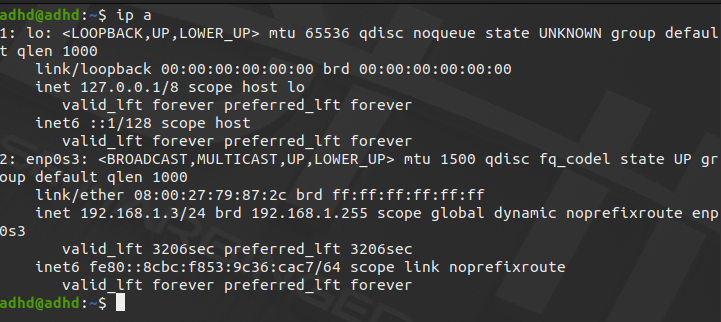 adhd@adhd:~$ ip a
1: lo: <LOOPBACK,UP,LOWER_UP> mtu 65536 qdisc noqueue state UNKNOWN group defaul
t qlen 1000
    link/loopback 00:00:00:00:00:00 brd 00:00:00:00:00:00
    inet 127.0.0.1/8 scope host lo
       valid_lft forever preferred_lft forever
    inet6 ::1/128 scope host
       valid_lft forever preferred_lft forever
2: enp0s3: <BROADCAST,MULTICAST,UP,LOWER_UP> mtu 1500 qdisc fq_codel state UP gr
oup default qlen 1000
    link/ether 08:00:27:79:87:2c brd ff:ff:ff:ff:ff:ff
    inet 192.168.1.3/24 brd 192.168.1.255 scope global dynamic noprefixroute enp
0s3
       valid_lft 3206sec preferred_lft 3206sec
    inet6 fe80::8cbc:f853:9c36:cac7/64 scope link noprefixroute
       valid_lft forever preferred_lft forever
adhd@adhd:~$